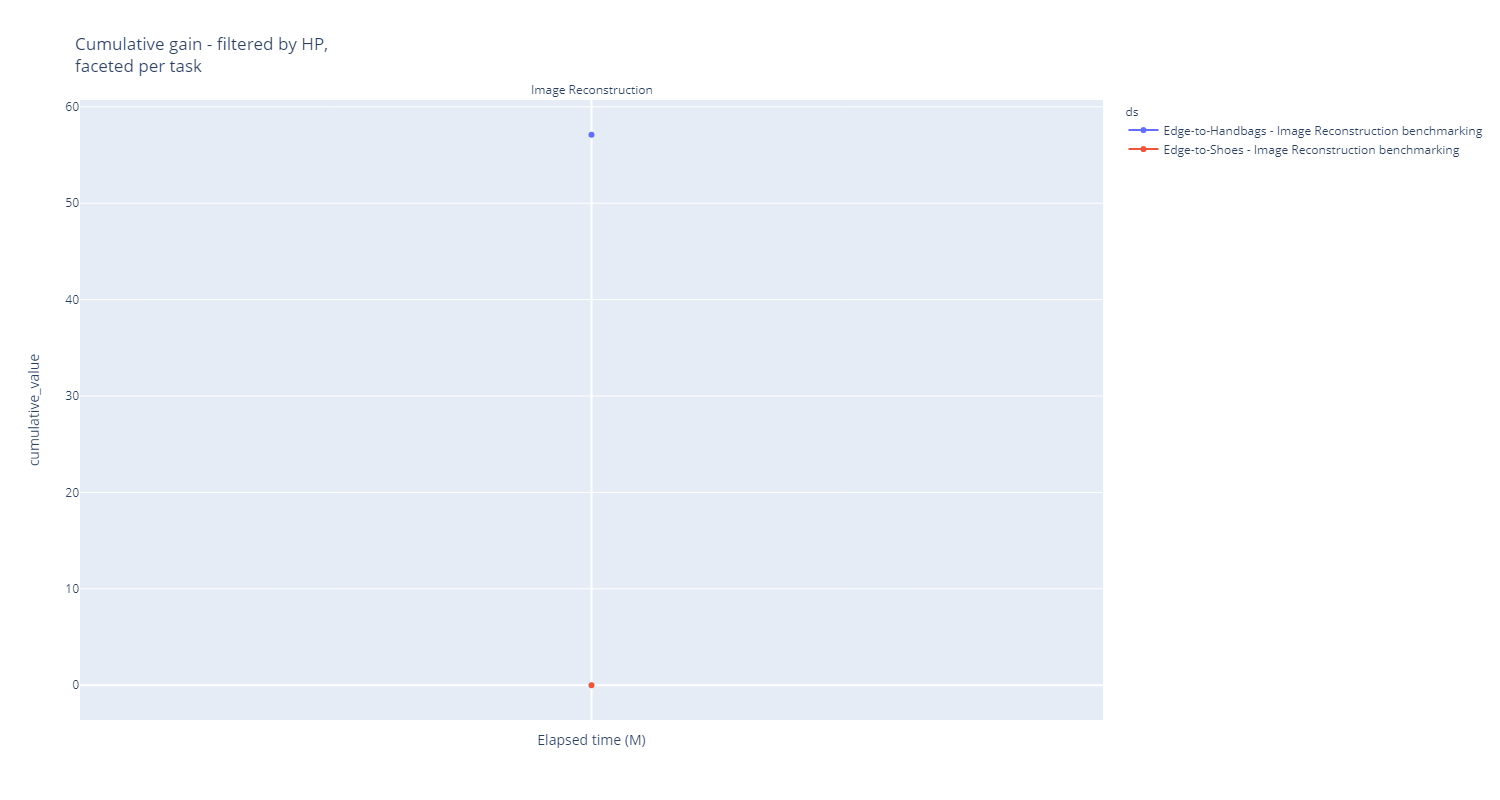 Cumulative gain - filtered by HP,
faceted per task
Image Reconstruction
60
50
40
30
20
10
0
cumulative_value
Elapsed time (M)
ds
Edge-to-Handbags - Image Reconstruction benchmarking
Edge-to-Shoes - Image Reconstruction benchmarking